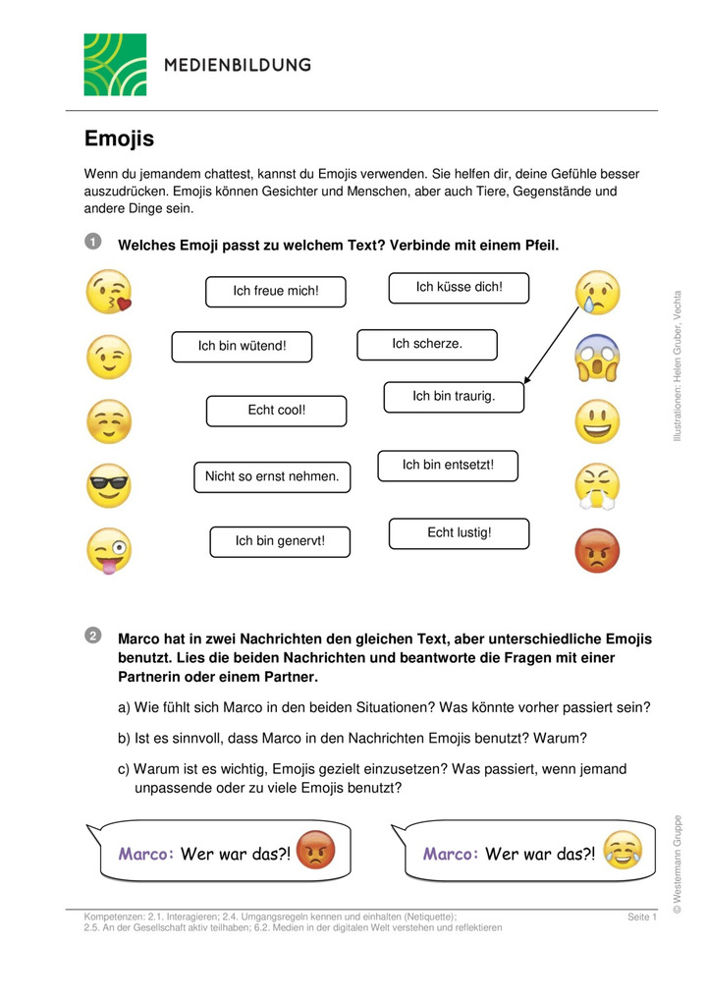 MEDIENBILDUNG
Emojis
Wenn du jemandem chattest, kannst du Emojis verwenden. Sie helfen dir, deine Gefühle besser
auszudrücken. Emojis können Gesichter und Menschen, aber auch Tiere, Gegenstände und
andere Dinge sein.
1 Welches Emoji passt zu welchem Text? Verbinde mit einem Pfeil.
Ich freue mich!
Ich küsse dich!
Ich bin wütend!
Ich scherze.
Echt cool!
Ich bin traurig.
Nicht so ernst nehmen.
Ich bin entsetzt!
Ich bin genervt!
Echt lustig!
Illustrationen: Helen Gruber, Vechta
2 Marco hat in zwei Nachrichten den gleichen Text, aber unterschiedliche Emojis
benutzt. Lies die beiden Nachrichten und beantworte die Fragen mit einer
Partnerin oder einem Partner.
a) Wie fühlt sich Marco in den beiden Situationen? Was könnte vorher passiert sein?
b) Ist es sinnvoll, dass Marco in den Nachrichten Emojis benutzt? Warum?
c) Warum ist es wichtig, Emojis gezielt einzusetzen? Was passiert, wenn jemand
unpassende oder zu viele Emojis benutzt?
Marco: Wer war das?!
Marco: Wer war das?!
© Westermann Gruppe
Kompetenzen: 2.1. Interagieren; 2.4. Umgangsregeln kennen und einhalten (Netiquette);
2.5. An der Gesellschaft aktiv teilhaben; 6.2. Medien in der digitalen Welt verstehen und reflektieren
Seite 1